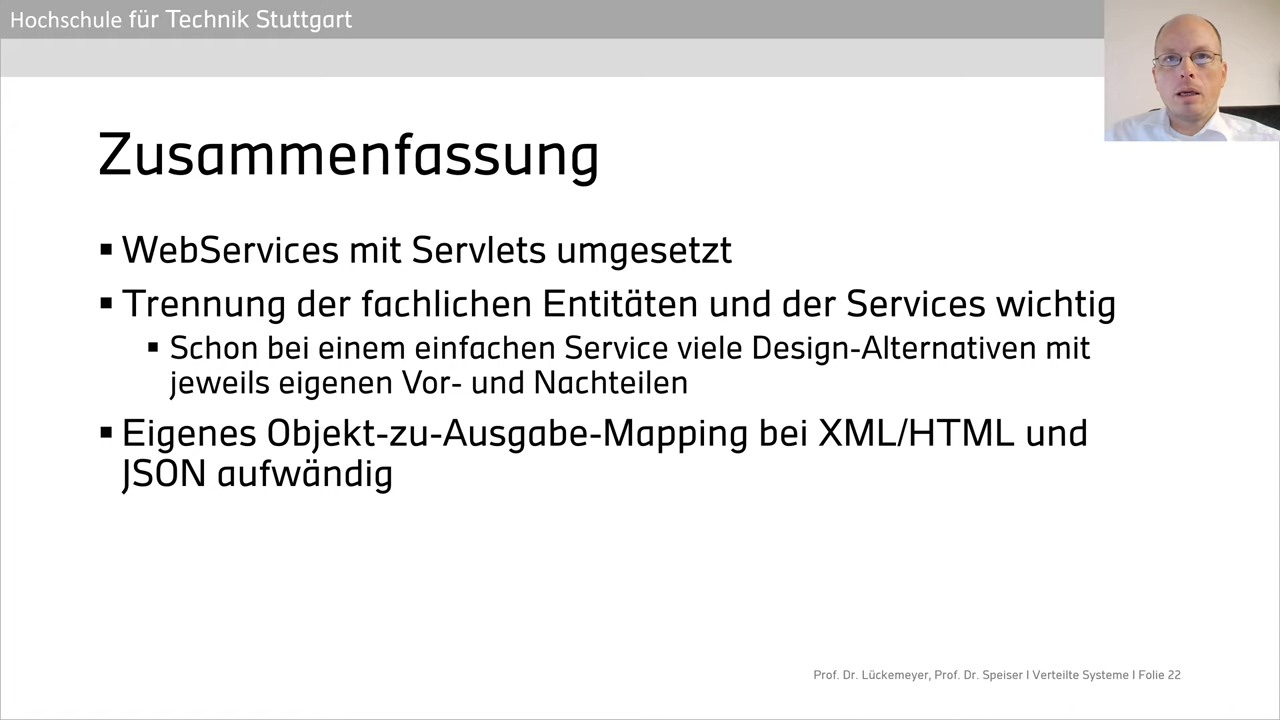 Hochschule für Technik Stuttgart
Zusammenfassung
▪ WebServices mit Servlets umgesetzt
▪ Trennung der fachlichen Entitäten und der Services wichtig
▪ Schon bei einem einfachen Service viele Design-Alternativen mit
jeweils eigenen Vor- und Nachteilen
▪ Eigenes Objekt-zu-Ausgabe-Mapping bei XML/HTML und
JSON aufwändig
Prof. Dr. Lückemeyer, Prof. Dr. Speiser I Verteilte Systeme I Folie 22